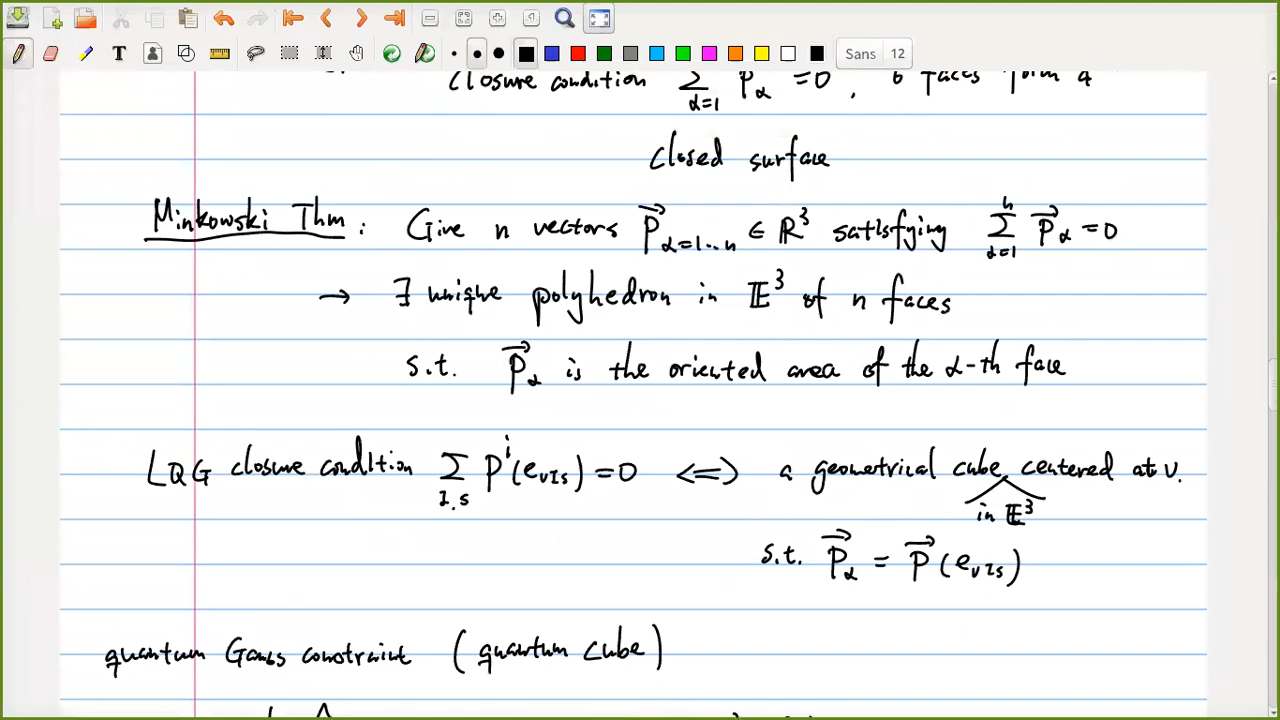 Sans 12
closure condition Σ_{α=1} P⃗_α = 0, 6 faces form a
closed surface
Minkowski Thm: Give n vectors P⃗_{α=1...n} ∈ ℝ³ satisfying Σ_{α=1}^{n} P⃗_α = 0
→ ∃ unique polyhedron in 𝔼³ of n faces
s.t. P⃗_α is the oriented area of the α-th face
LQG closure condition Σ_{I,s} P^i(e_{vIs}) = 0 ⟺ a geometrical cube centered at v.
in 𝔼³
s.t. P⃗_α = P⃗(e_{vIs})
quantum Gauss constraint (quantum cube)